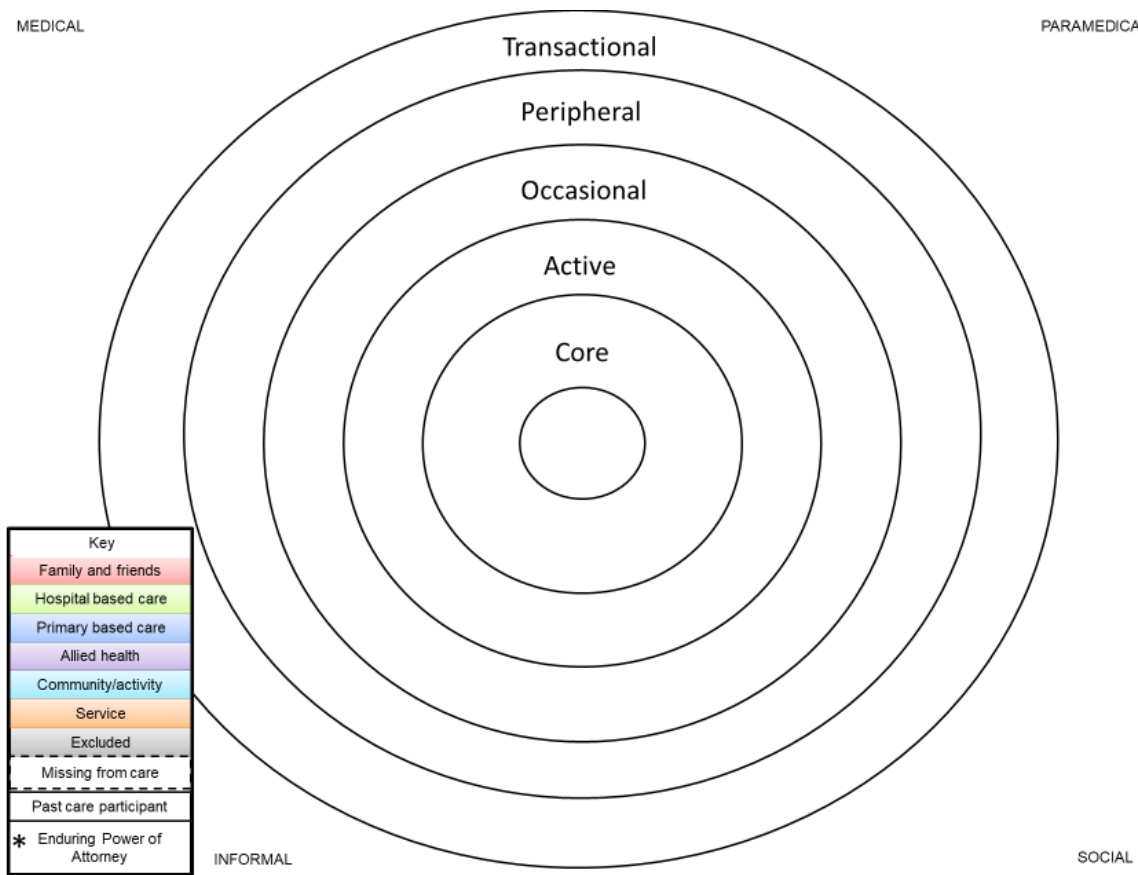 MEDICAL
PARAMEDICA
Transactional
Peripheral
Occasional
Active
Core
Key
Family and friends
Hospital based care
Primary based care
Allied health
Community/activity
Service
Excluded
Missing from care
Past care participant
* Enduring Power of
Attorney
INFORMAL
SOCIAL